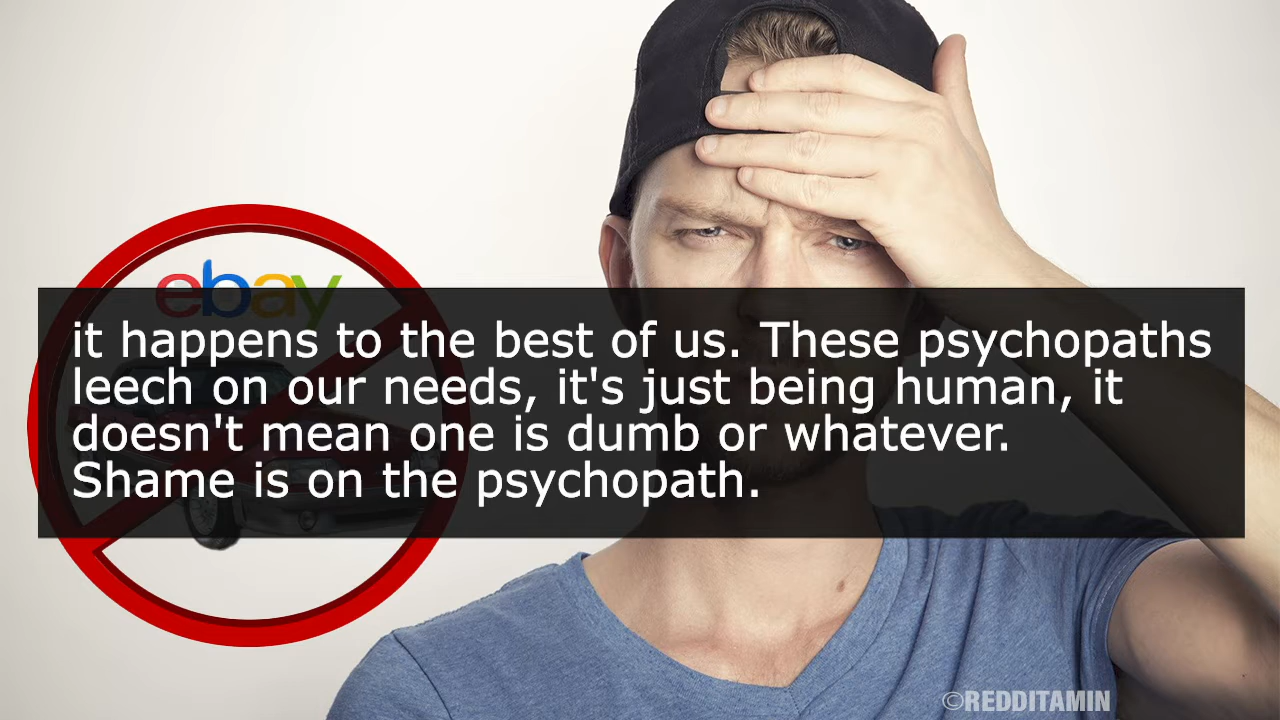 ebay
it happens to the best of us. These psychopaths
leech on our needs, it's just being human, it
doesn't mean one is dumb or whatever.
Shame is on the psychopath.
©REDDITAMIN